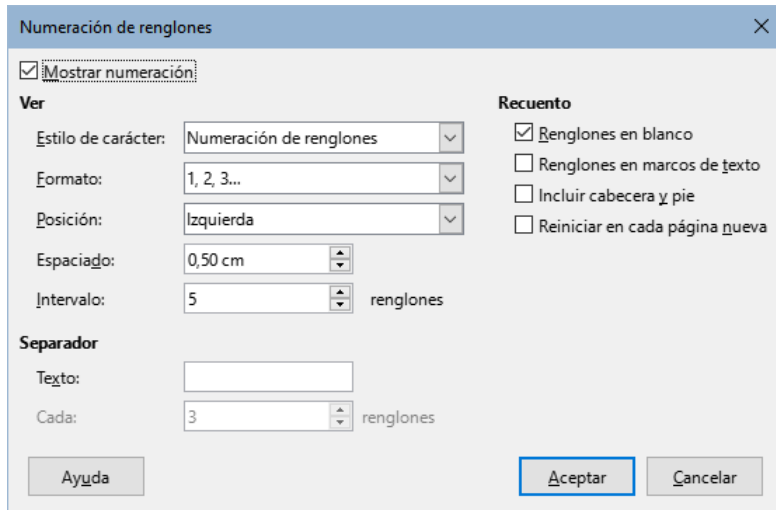 Numeración de renglones
Mostrar numeración
Ver
Estilo de carácter: Numeración de renglones
Formato: 1, 2, 3...
Posición: Izquierda
Espaciado: 0,50 cm
Intervalo: 5 renglones
Separador
Texto:
Cada: 3 renglones
Recuento
Renglones en blanco
Renglones en marcos de texto
Incluir cabecera y pie
Reiniciar en cada página nueva
Ayuda
Aceptar
Cancelar